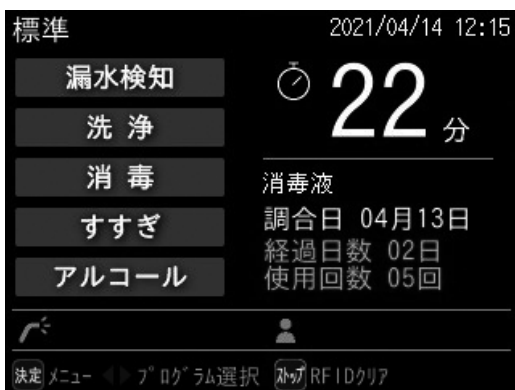 標準 2021/04/14 12:15
漏水検知
洗 浄
消 毒
すすぎ
アルコール
22分
消毒液
調合日 04月13日
経過日数 02日
使用回数 05回
決定 メニュー ◀▶プログラム選択 ストップ RFIDクリア